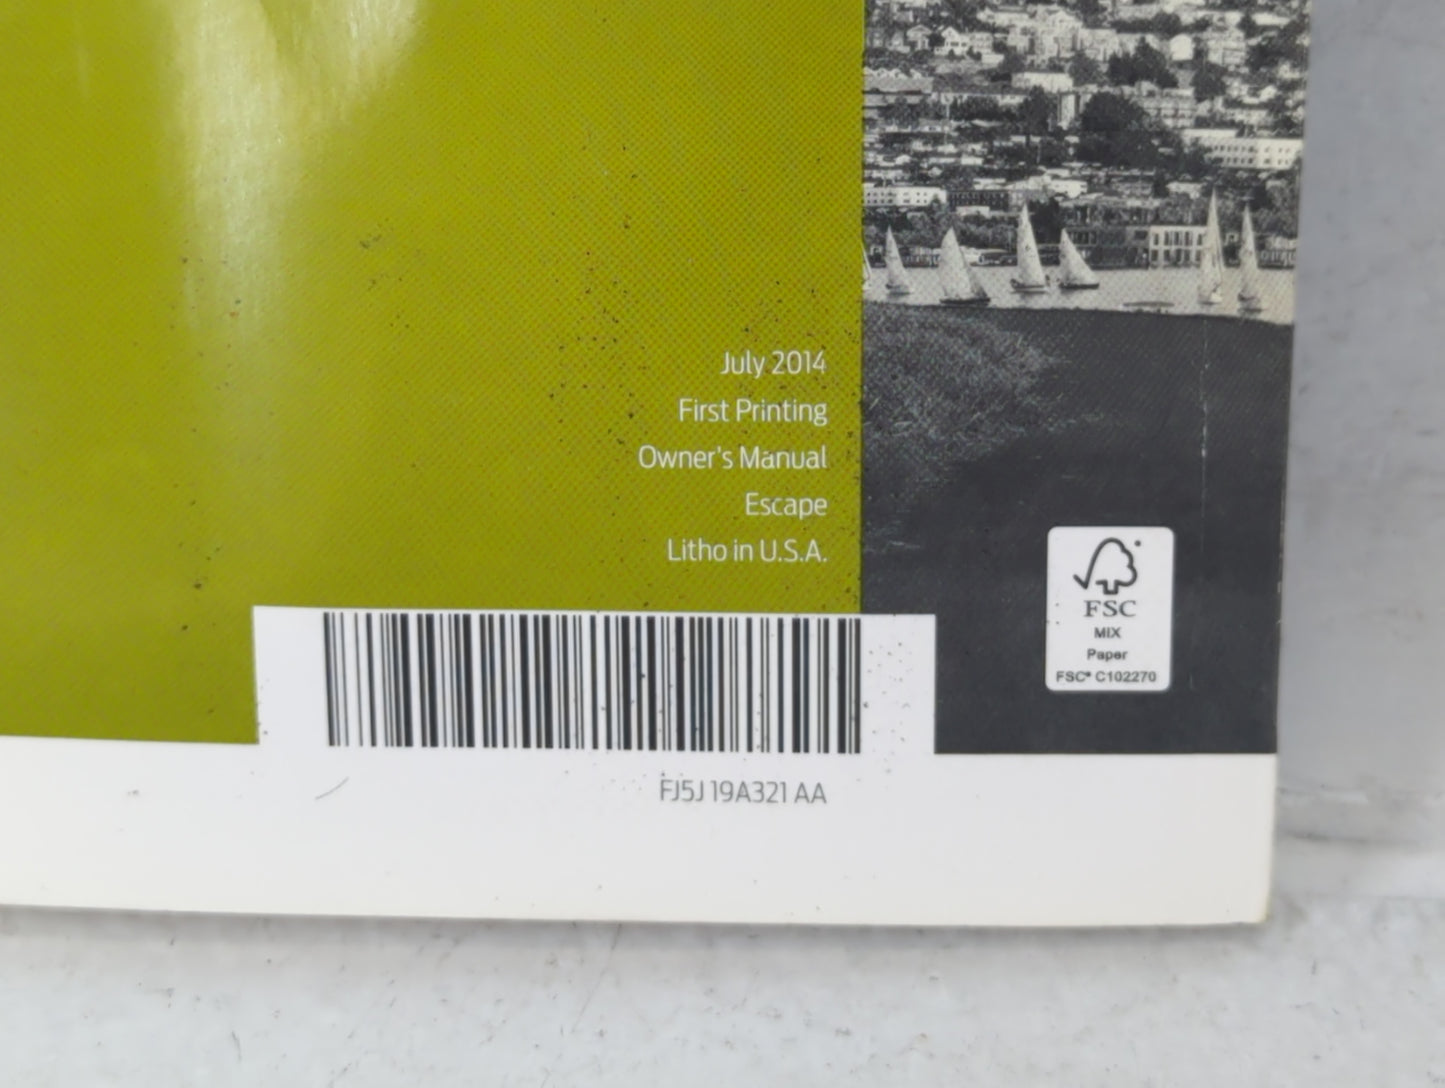 July 2014
First Printing
Owner's Manual
Escape
Litho in U.S.A.
FSC
MIX
Paper
FSC® C102270
FJ5J 19A321 AA